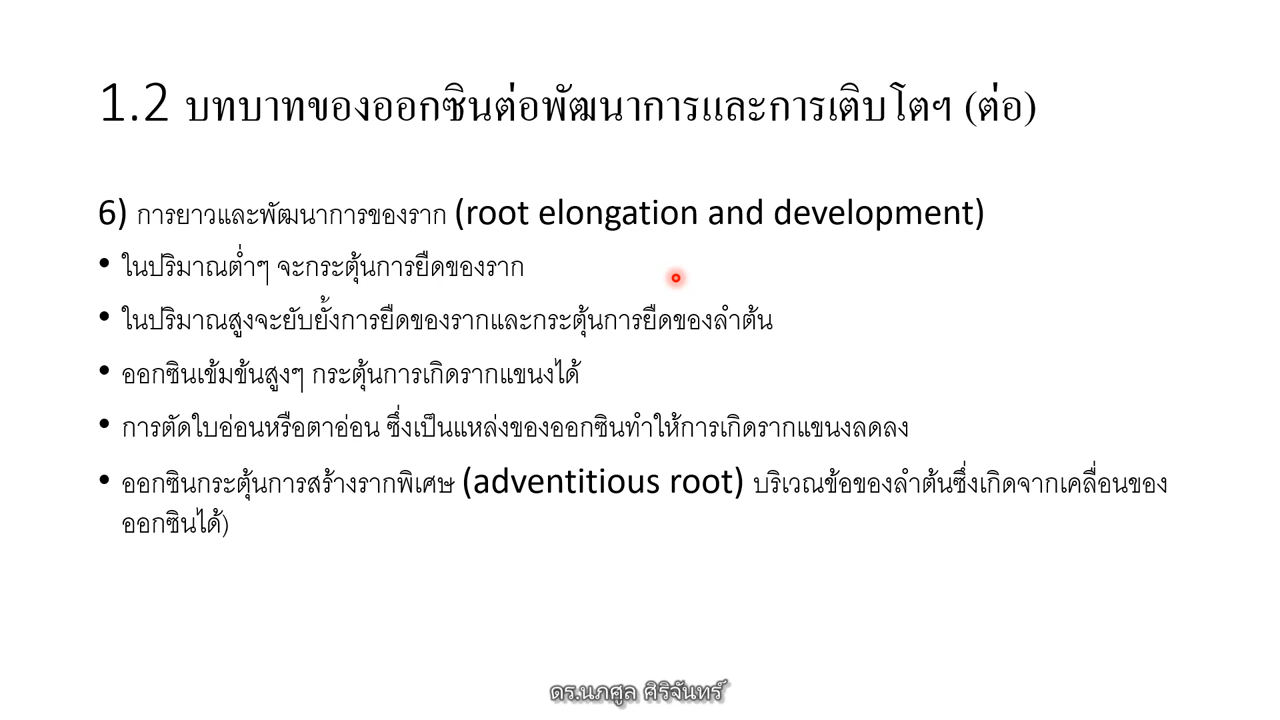 1.2 บทบาทของออกซินต่อพัฒนาการและการเติบโตฯ (ต่อ)
6) การยาวและพัฒนาการของราก (root elongation and development)
• ในปริมาณต่ำๆ จะกระตุ้นการยืดของราก
• ในปริมาณสูงจะยับยั้งการยืดของรากและกระตุ้นการยืดของลำต้น
• ออกซินเข้มข้นสูงๆ กระตุ้นการเกิดรากแขนงได้
• การตัดใบอ่อนหรือตาอ่อน ซึ่งเป็นแหล่งของออกซินทำให้การเกิดรากแขนงลดลง
• ออกซินกระตุ้นการสร้างรากพิเศษ (adventitious root) บริเวณข้อของลำต้นซึ่งเกิดจากเคลื่อนของ
ออกซินได้)
ดร.นภศูล ศิริจันทร์